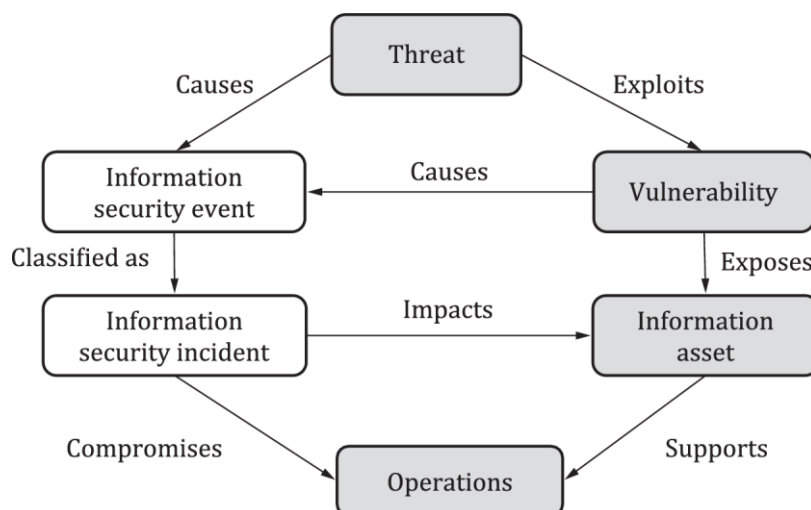 Threat
Causes
Exploits
Information
security event
Causes
Vulnerability
Classified as
Exposes
Information
security incident
Impacts
Information
asset
Compromises
Supports
Operations